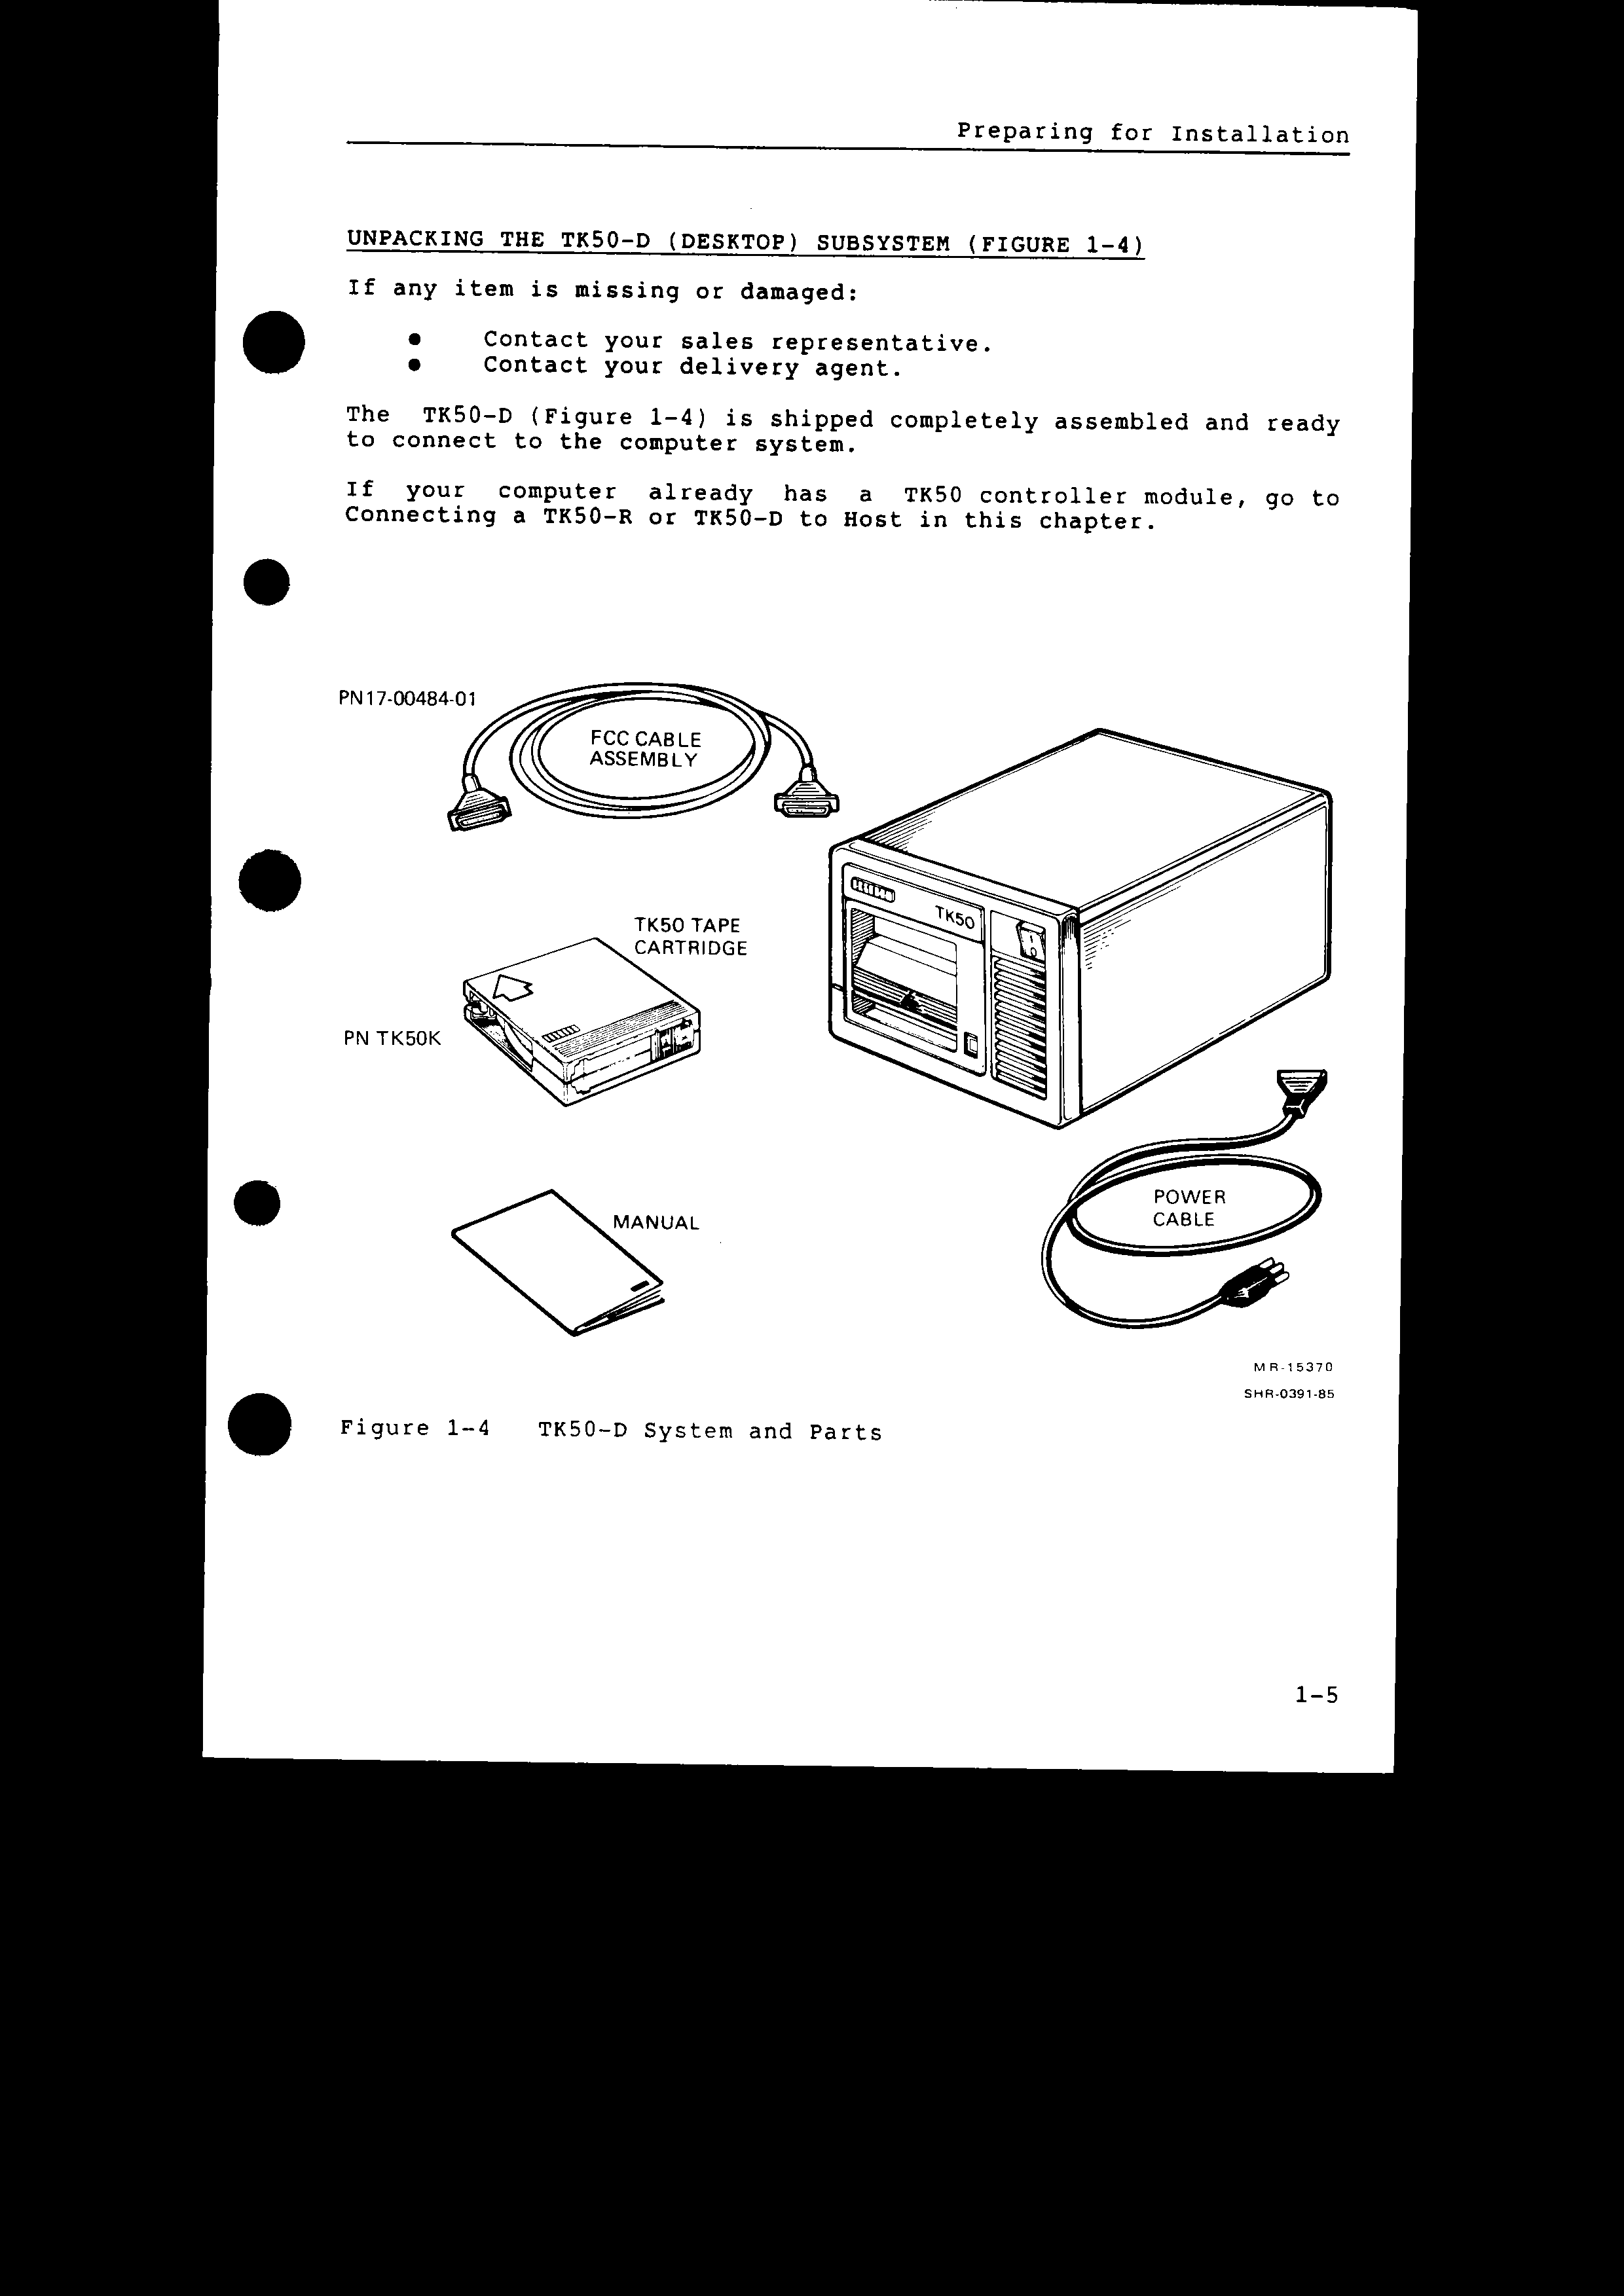 Preparing for Installation
UNPACKING THE TK50-D (DESKTOP) SUBSYSTEM (FIGURE 1-4)
If any item is missing or damaged:
● Contact your sales representative.
● Contact your delivery agent.
The TK50-D (Figure 1-4) is shipped completely assembled and ready
to connect to the computer system.
If your computer already has a TK50 controller module, go to
Connecting a TK50-R or TK50-D to Host in this chapter.
PN17-00484-01
FCC CABLE
ASSEMBLY
TK50
TK50 TAPE
CARTRIDGE
PN TK50K
MANUAL
POWER
CABLE
MR-15370
SHR-0391-85
Figure 1-4 TK50-D System and Parts
1-5